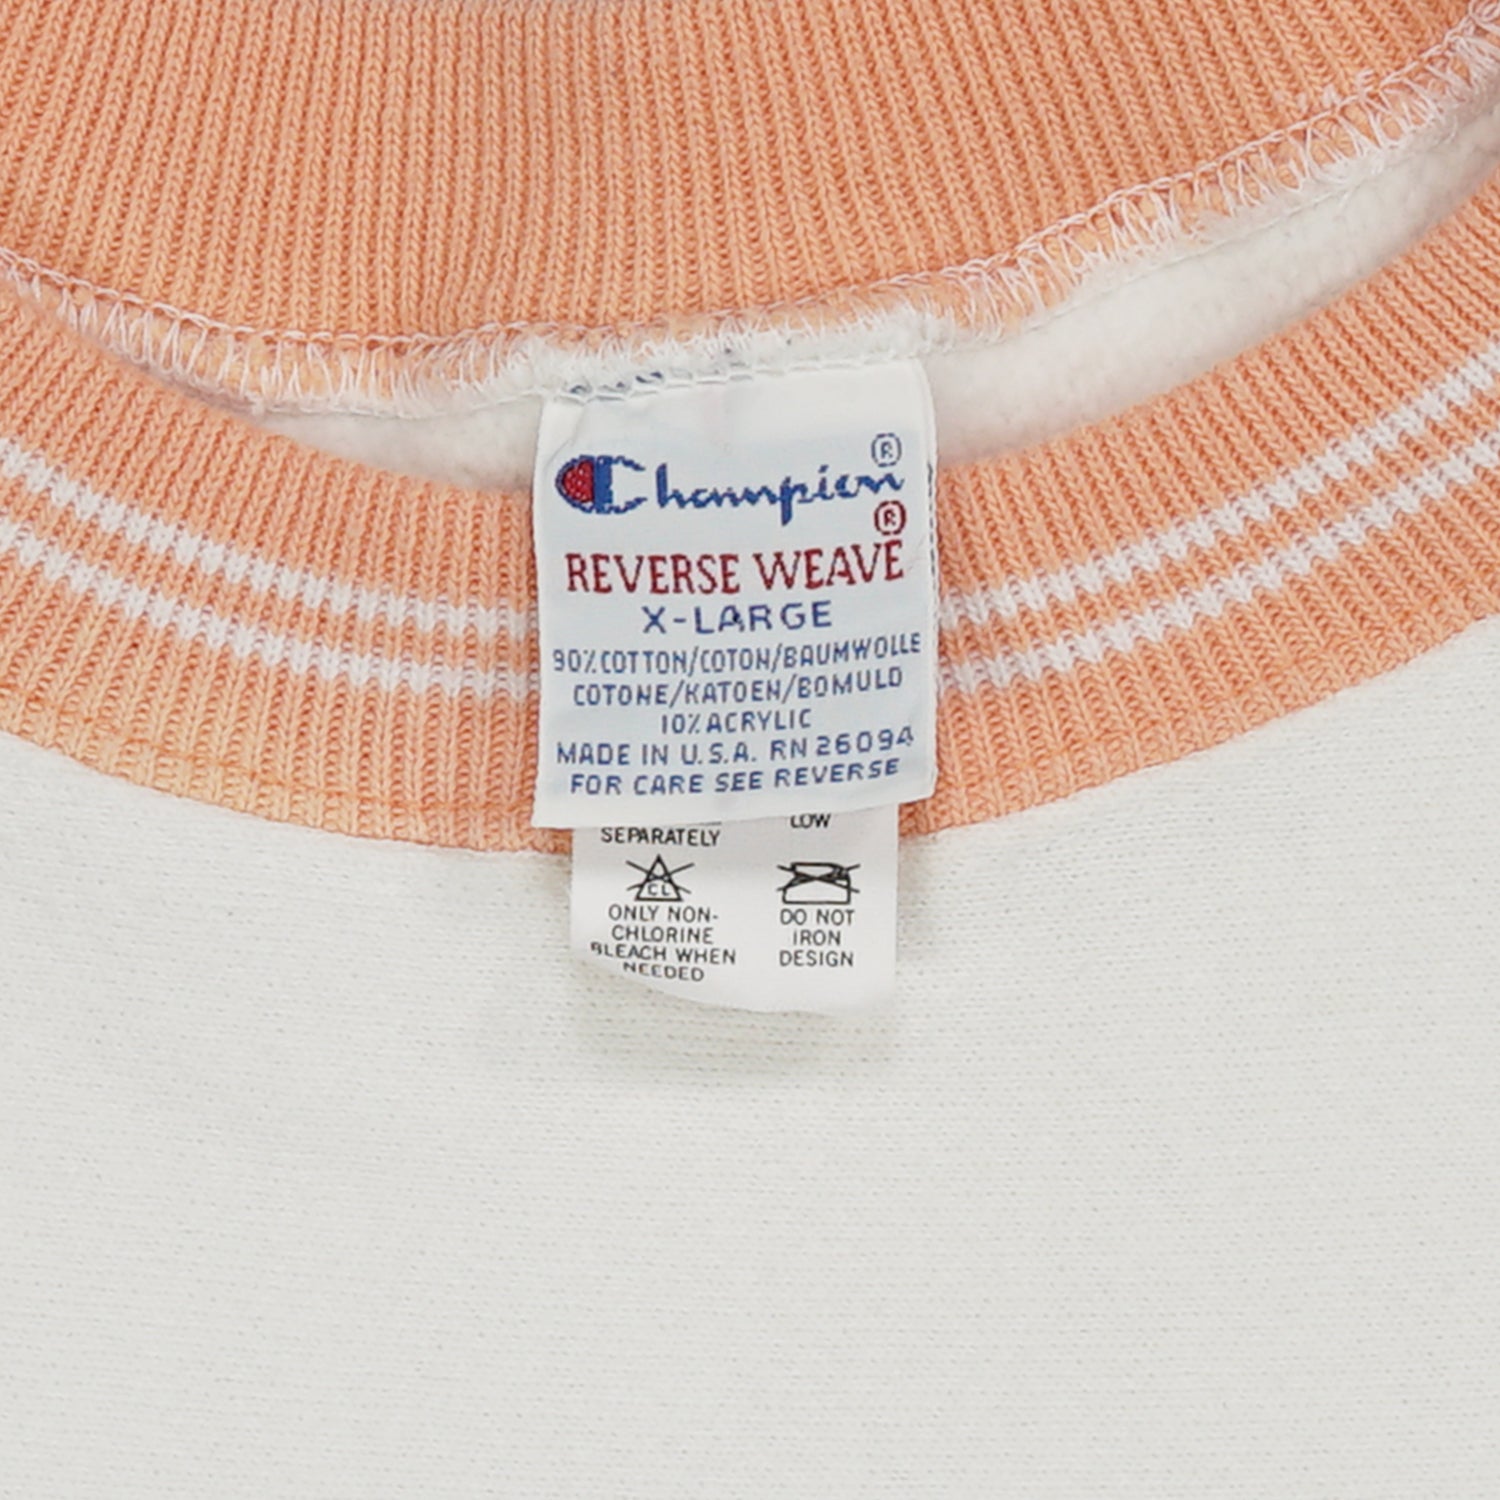 Champion®
REVERSE WEAVE®
X-LARGE
90% COTTON/COTON/BAUMWOLLE
COTONE/KATOEN/BOMULD
10% ACRYLIC
MADE IN U.S.A. RN 26094
FOR CARE SEE REVERSE
SEPARATELY
LOW
CL
ONLY NON-
CHLORINE
BLEACH WHEN
NEEDED
DO NOT
IRON
DESIGN